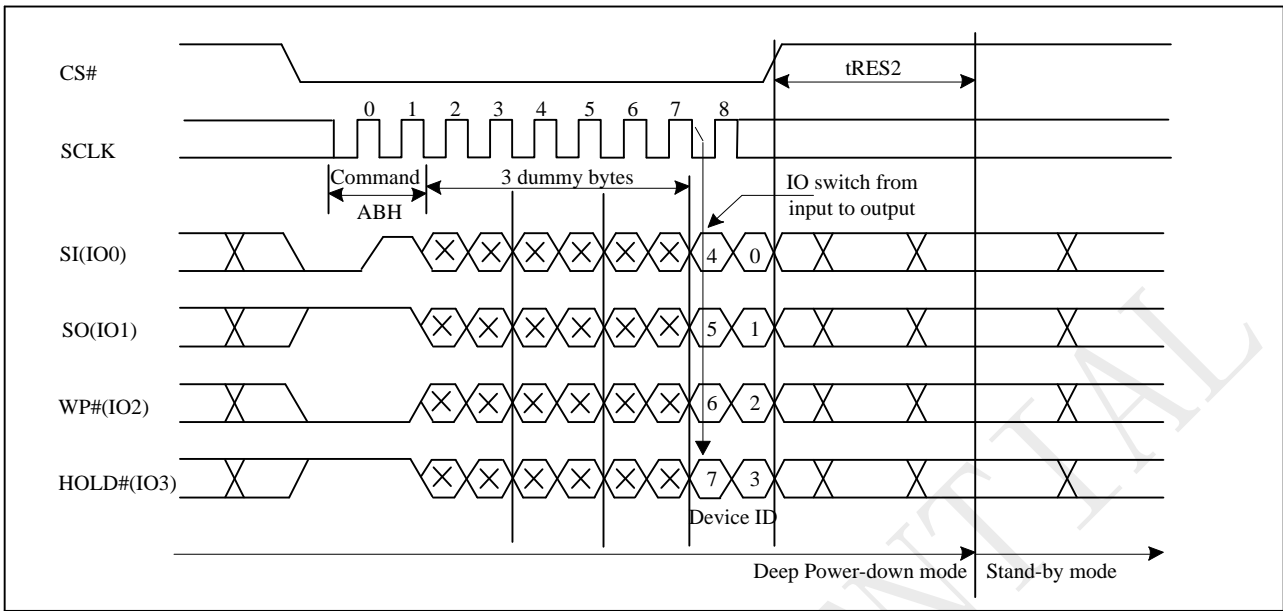 CS#
tRES2
0 1 2 3 4 5 6 7 8
SCLK
Command
3 dummy bytes
IO switch from
input to output
ABH
SI(IO0)
4 0
SO(IO1)
5 1
WP#(IO2)
6 2
HOLD#(IO3)
7 3
Device ID
Deep Power-down mode
Stand-by mode
NTIAL